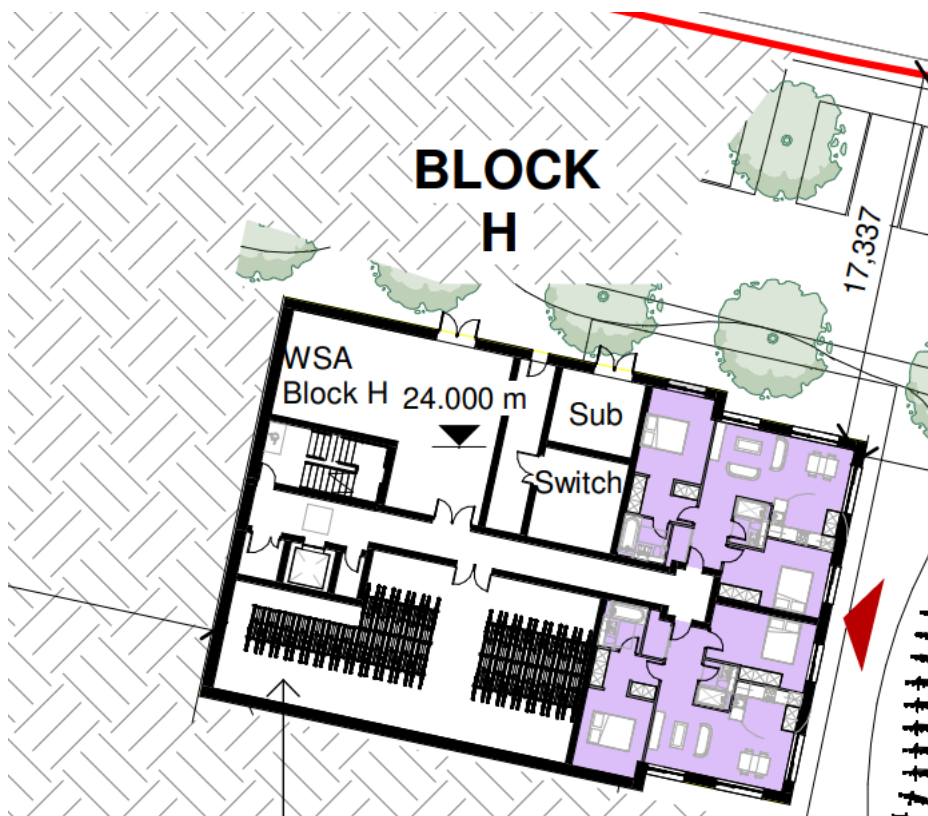 BLOCK
H
17,337
WSA
Block H
24.000 m
Sub
Switch